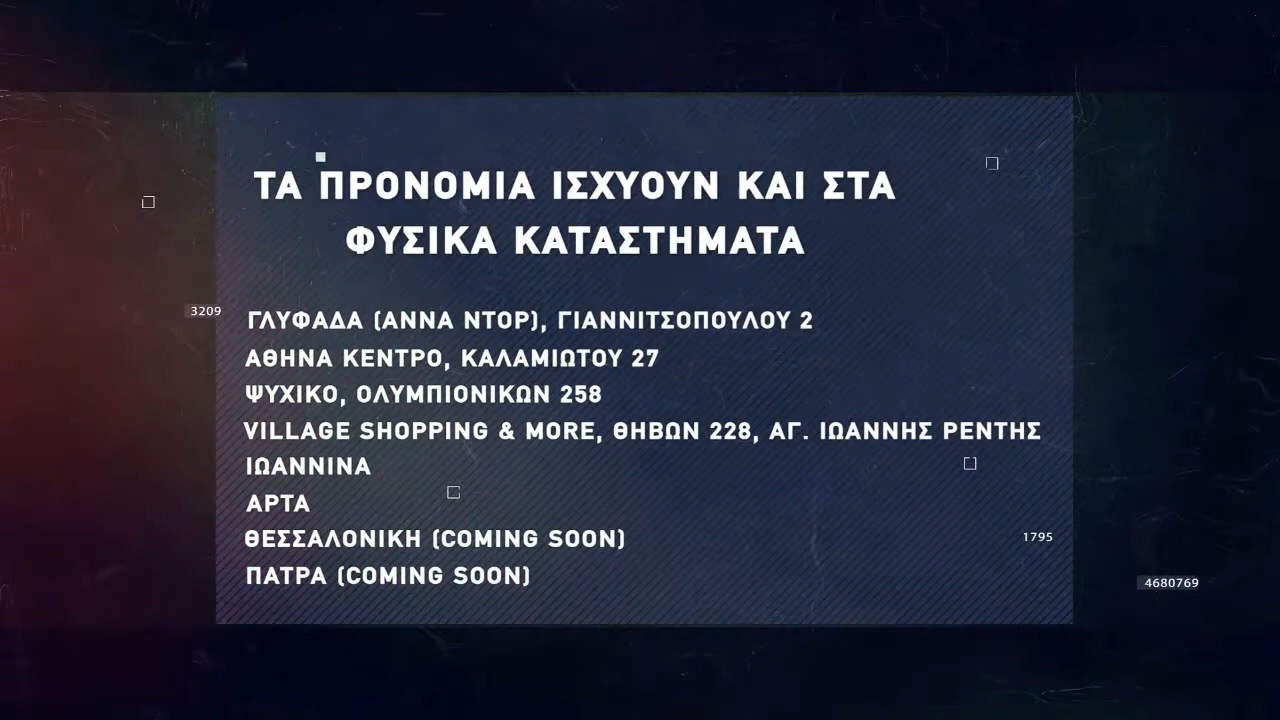 ΤΑ ΠΡΟΝΟΜΙΑ ΙΣΧΥΟΥΝ ΚΑΙ ΣΤΑ
ΦΥΣΙΚΑ ΚΑΤΑΣΤΗΜΑΤΑ
3209
ΓΛΥΦΑΔΑ (ΑΝΝΑ ΝΤΟΡ), ΓΙΑΝΝΙΤΣΟΠΟΥΛΟΥ 2
ΑΘΗΝΑ ΚΕΝΤΡΟ, ΚΑΛΑΜΙΩΤΟΥ 27
ΨΥΧΙΚΟ, ΟΛΥΜΠΙΟΝΙΚΩΝ 258
VILLAGE SHOPPING & MORE, ΘΗΒΩΝ 228, ΑΓ. ΙΩΑΝΝΗΣ ΡΕΝΤΗΣ
ΙΩΑΝΝΙΝΑ
ΑΡΤΑ
ΘΕΣΣΑΛΟΝΙΚΗ (COMING SOON)
1795
ΠΑΤΡΑ (COMING SOON)
4680769